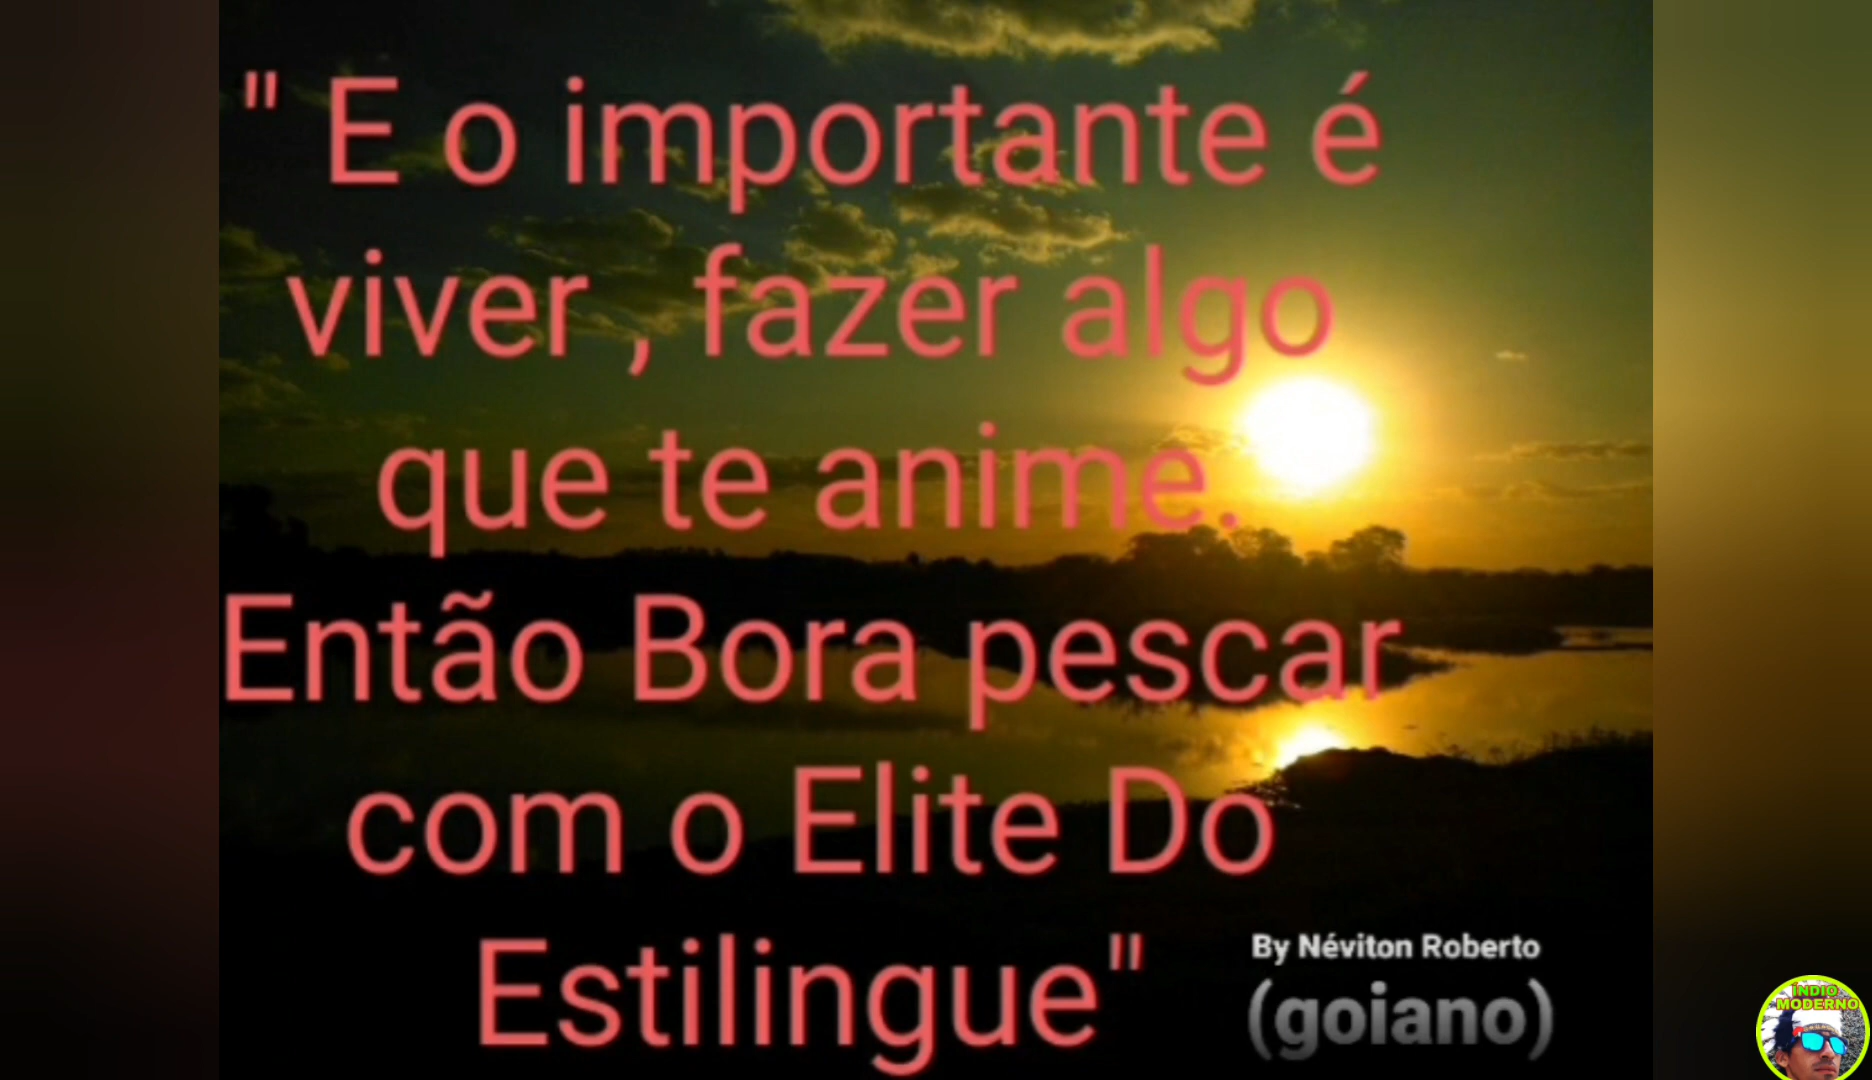 " E o importante é
viver , fazer algo
que te anime.
Então Bora pescar
com o Elite Do
Estilingue"
By Néviton Roberto
(goiano)
ÍNDIO
MODERNO